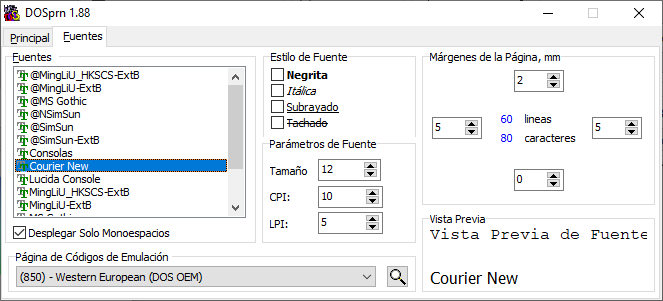 DOSprn 1.88
Principal
Fuentes
Fuentes
@MingLiU_HKSCS-ExtB
@MingLiU-ExtB
@MS Gothic
@NSimSun
@SimSun
@SimSun-ExtB
Consolas
Courier New
Lucida Console
MingLiU_HKSCS-ExtB
MingLiU-ExtB
MS Gothic
Desplegar Solo Monoespacios
Página de Códigos de Emulación
(850) - Western European (DOS OEM)
Estilo de Fuente
Negrita
Itálica
Subrayado
Tachado
Parámetros de Fuente
Tamaño 12
CPI: 10
LPI: 5
Márgenes de la Página, mm
2
5 60 lineas 5
80 caracteres
0
Vista Previa
Vista Previa de Fuente
Courier New